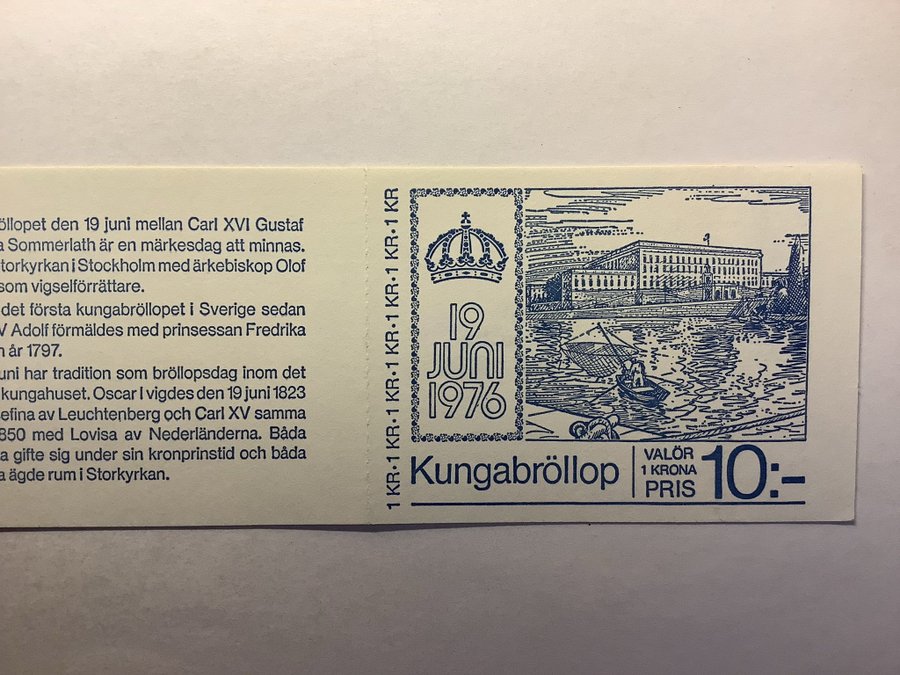 öllopet den 19 juni mellan Carl XVI Gustaf
a Sommerlath är en märkesdag att minnas.
torkyrkan i Stockholm med ärkebiskop Olof
som vigselförrättare.
det första kungabröllopet i Sverige sedan
V Adolf förmäldes med prinsessan Fredrika
n år 1797.
uni har tradition som bröllopsdag inom det
kungahuset. Oscar I vigdes den 19 juni 1823
sefina av Leuchtenberg och Carl XV samma
850 med Lovisa av Nederländerna. Båda
a gifte sig under sin kronprinstid och båda
a ägde rum i Storkyrkan.
1 KR•1 KR•1 KR•1 KR•1 KR•1 KR•1 KR
19
JUNI
1976
Kungabröllop
VALÖR
1 KRONA
PRIS
10:-